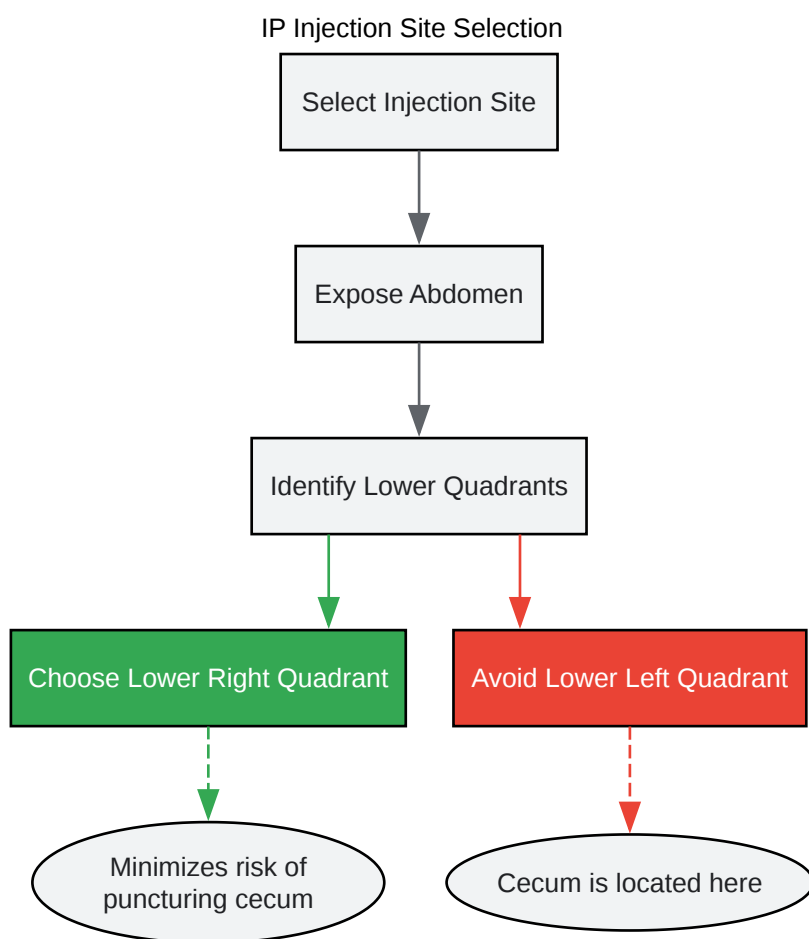 IP Injection Site Selection
Select Injection Site
Expose Abdomen
Identify Lower Quadrants
Choose Lower Right Quadrant
Avoid Lower Left Quadrant
Minimizes risk of
puncturing cecum
Cecum is located here